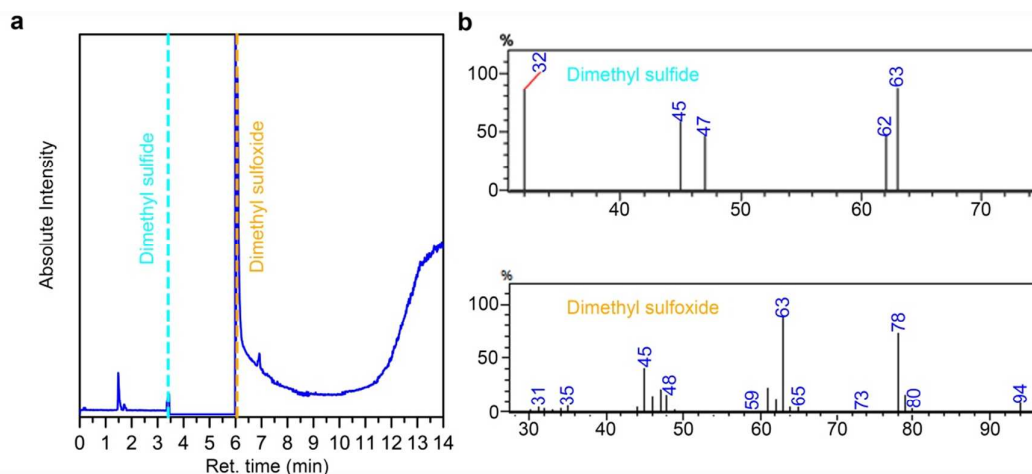 a
Absolute Intensity
Dimethyl sulfide
Dimethyl sulfoxide
0 1 2 3 4 5 6 7 8 9 10 11 12 13 14
Ret. time (min)
b
%
Dimethyl sulfide
100
50
0
32
45
47
62
63
40 50 60 70
%
Dimethyl sulfoxide
100
50
0
31
35
45
48
59
63
65
73
78
80
94
30 40 50 60 70 80 90